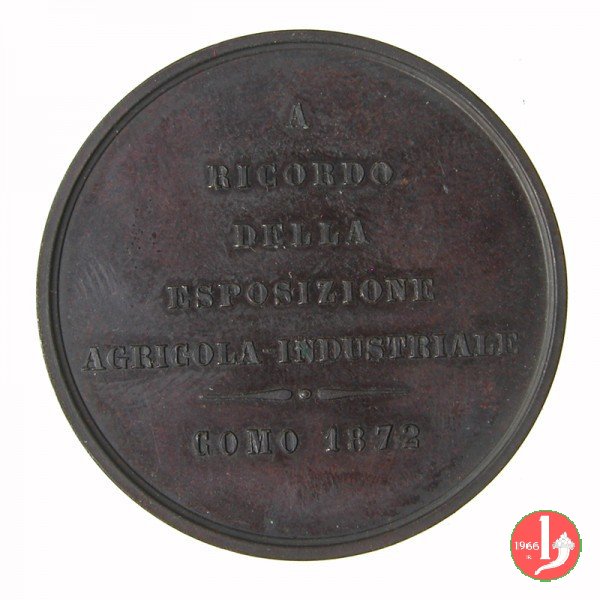 A
RICORDO
DELLA
ESPOSIZIONE
AGRICOLA-INDUSTRIALE
COMO 1872
1966